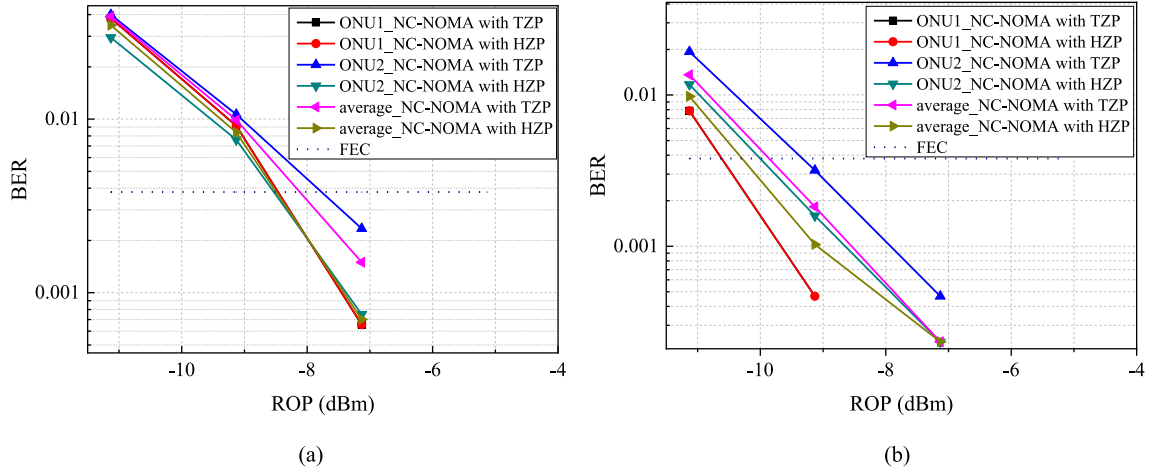 ONU1_NC-NOMA with TZP
ONU1_NC-NOMA with HZP
ONU2_NC-NOMA with TZP
ONU2_NC-NOMA with HZP
average_NC-NOMA with TZP
average_NC-NOMA with HZP
FEC
0.01
0.001
BER
-10
-8
-6
-4
ROP (dBm)
(a)
ONU1_NC-NOMA with TZP
ONU1_NC-NOMA with HZP
ONU2_NC-NOMA with TZP
ONU2_NC-NOMA with HZP
average_NC-NOMA with TZP
average_NC-NOMA with HZP
FEC
0.01
0.001
BER
-10
-8
-6
-4
ROP (dBm)
(b)